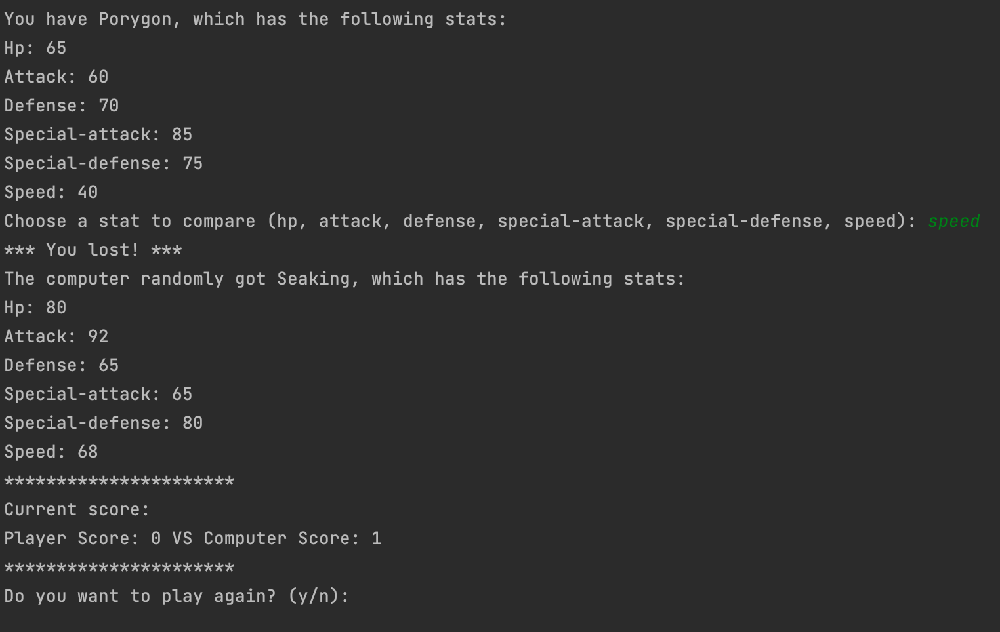 You have Porygon, which has the following stats:
Hp: 65
Attack: 60
Defense: 70
Special-attack: 85
Special-defense: 75
Speed: 40
Choose a stat to compare (hp, attack, defense, special-attack, special-defense, speed): speed
*** You lost! ***
The computer randomly got Seaking, which has the following stats:
Hp: 80
Attack: 92
Defense: 65
Special-attack: 65
Special-defense: 80
Speed: 68
**********************
Current score:
Player Score: 0 VS Computer Score: 1
**********************
Do you want to play again? (y/n):